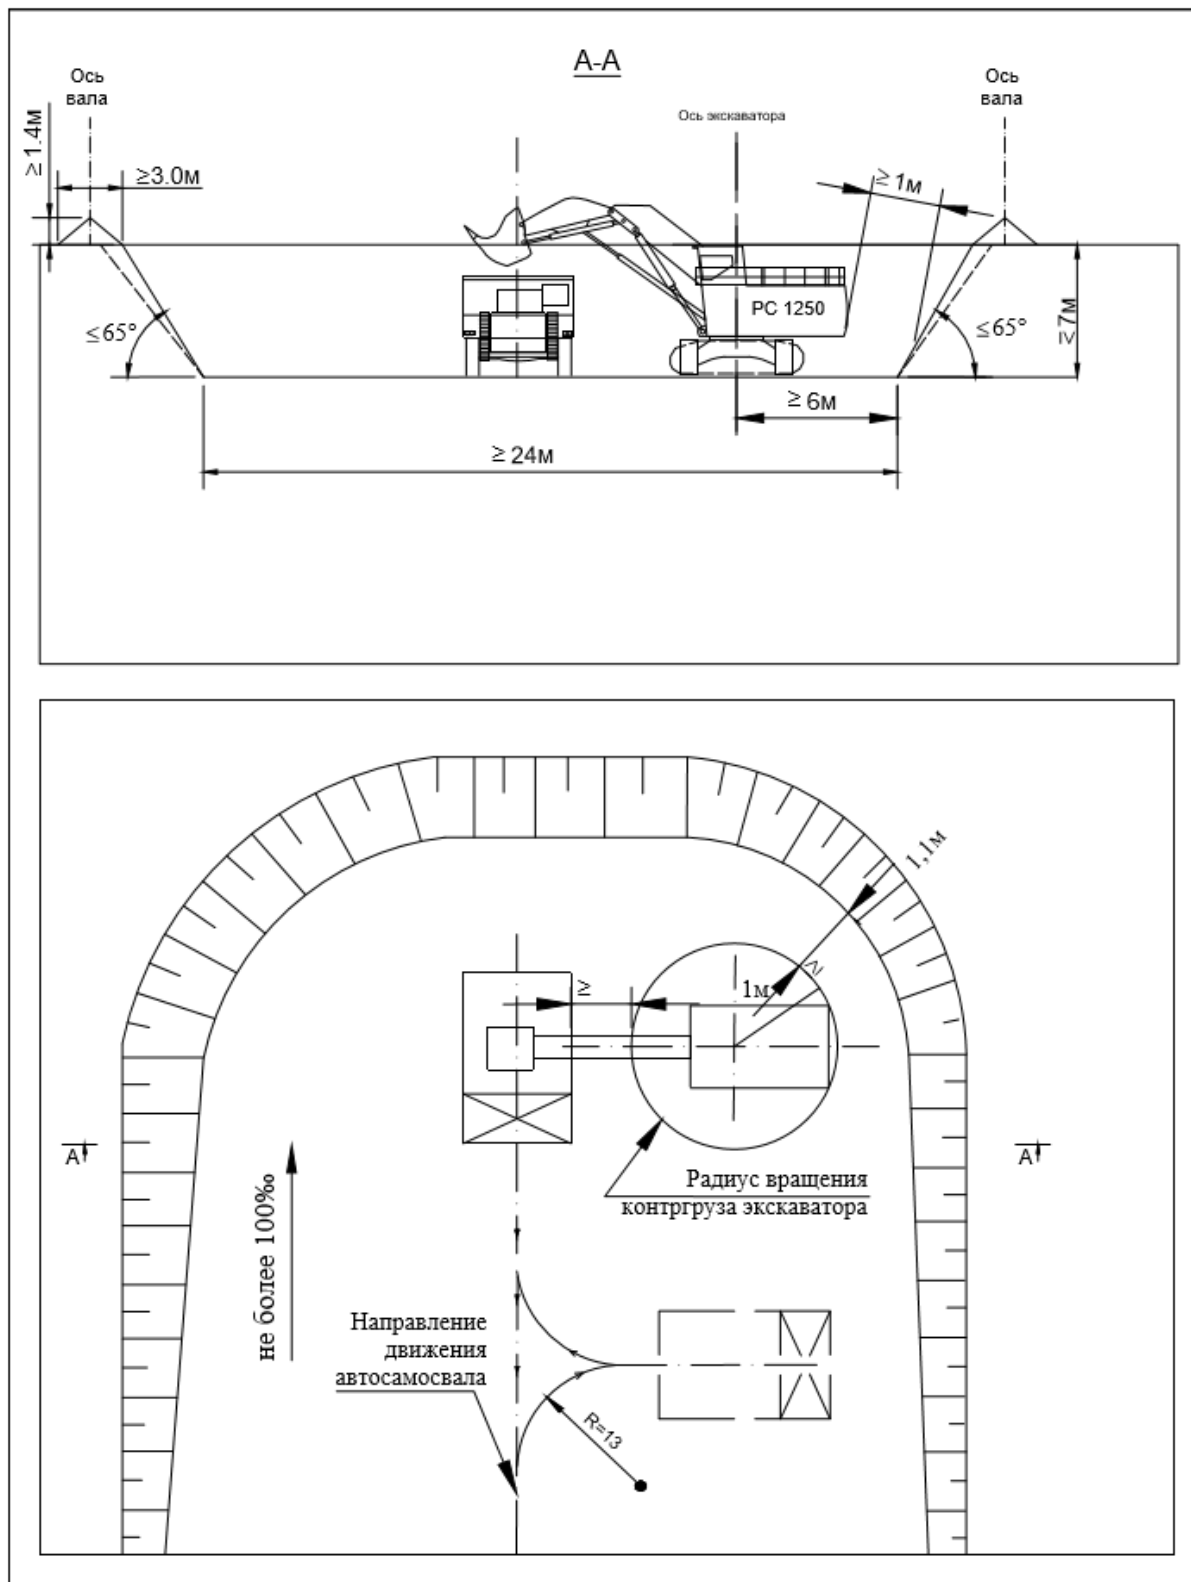 А-А
Ось
вала
Ось
вала
Ось экскаватора
≥1.4м
≥3.0м
≥1м
РС 1250
≤65°
≤65°
≤7м
≥6м
≥24м
1,1м
≥
1м
≥
А
А
Радиус вращения
контргруза экскаватора
не более 100‰
Направление
движения
автосамосвала
R=13